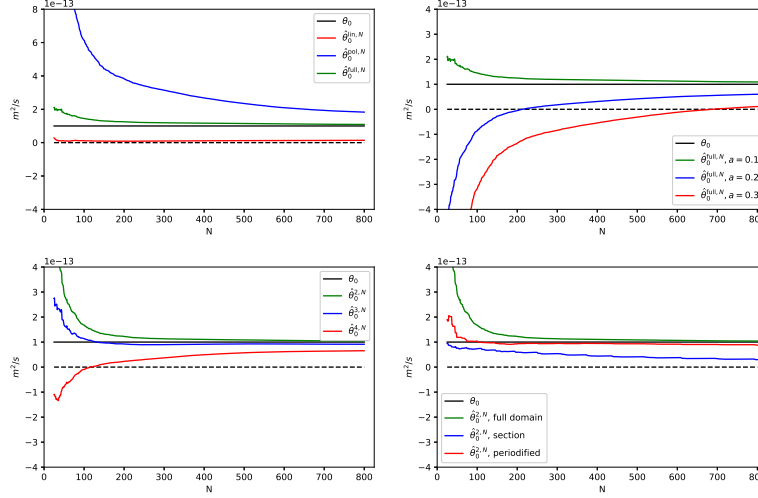 1e−13
8
6
4
2
0
−2
−4
m²/s
0 100 200 300 400 500 600 700 800
N
θ₀
θ̂₀^{lin,N}
θ̂₀^{pol,N}
θ̂₀^{full,N}
1e−13
4
3
2
1
0
−1
−2
−3
−4
m²/s
0 100 200 300 400 500 600 700 800
N
θ₀
θ̂₀^{full,N}, a = 0.1
θ̂₀^{full,N}, a = 0.2
θ̂₀^{full,N}, a = 0.3
1e−13
4
3
2
1
0
−1
−2
−3
−4
m²/s
0 100 200 300 400 500 600 700 800
N
θ₀
θ̂₀^{2,N}
θ̂₀^{3,N}
θ̂₀^{4,N}
1e−13
4
3
2
1
0
−1
−2
−3
−4
m²/s
0 100 200 300 400 500 600 700 800
N
θ₀
θ̂₀^{2,N}, full domain
θ̂₀^{2,N}, section
θ̂₀^{2,N}, periodified